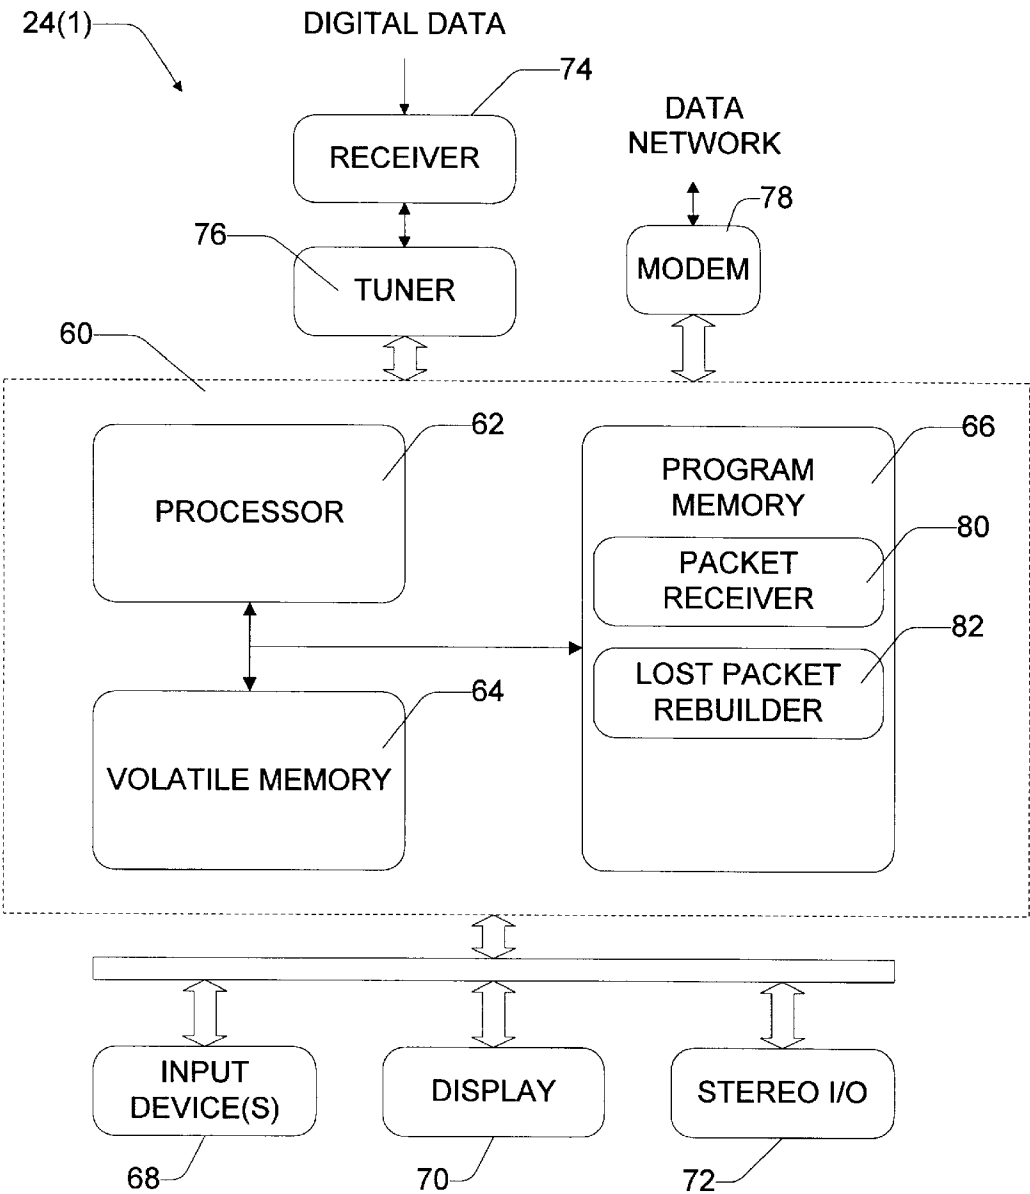 24(1)
DIGITAL DATA
74
DATA
NETWORK
RECEIVER
78
76
TUNER
MODEM
60
62
66
PROCESSOR
PROGRAM
MEMORY
80
PACKET
RECEIVER
82
LOST PACKET
REBUILDER
64
VOLATILE MEMORY
INPUT
DEVICE(S)
DISPLAY
STEREO I/O
68
70
72